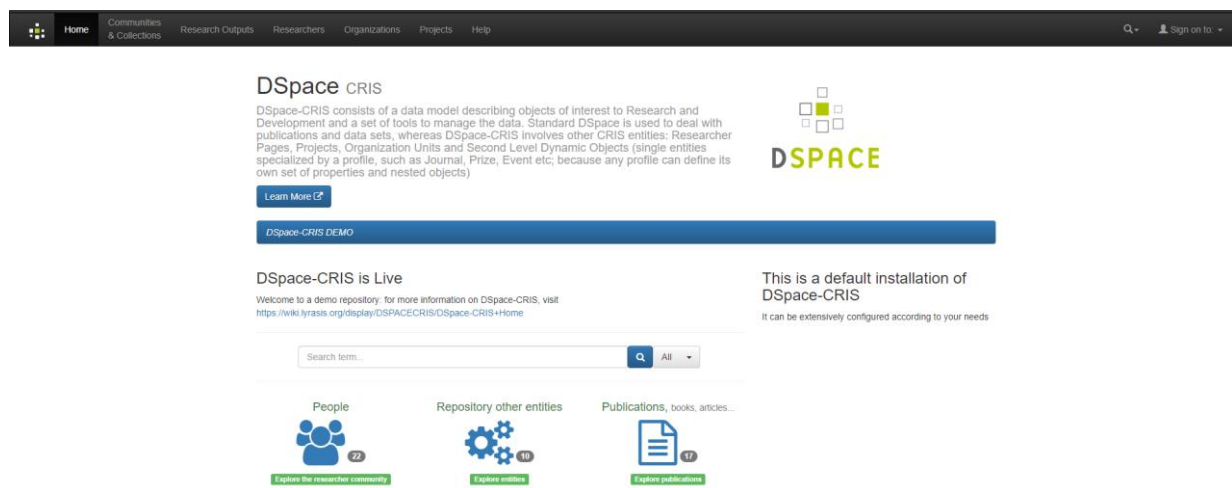 Home
Communities
& Collections
Research Outputs
Researchers
Organizations
Projects
Help
Sign on to:
DSpace CRIS
DSpace-CRIS consists of a data model describing objects of interest to Research and
Development and a set of tools to manage the data. Standard DSpace is used to deal with
publications and data sets, whereas DSpace-CRIS involves other CRIS entities: Researcher
Pages, Projects, Organization Units and Second Level Dynamic Objects (single entities
specialized by a profile, such as Journal, Prize, Event etc; because any profile can define its
own set of properties and nested objects)
Learn More
DSPACE
DSpace-CRIS DEMO
DSpace-CRIS is Live
Welcome to a demo repository: for more information on DSpace-CRIS, visit
https://wiki.lyrasis.org/display/DSPACECRIS/DSpace-CRIS+Home
This is a default installation of
DSpace-CRIS
It can be extensively configured according to your needs
Search term...
All
People
22
Explore the researcher community
Repository other entities
10
Explore entities
Publications, books, articles...
17
Explore publications